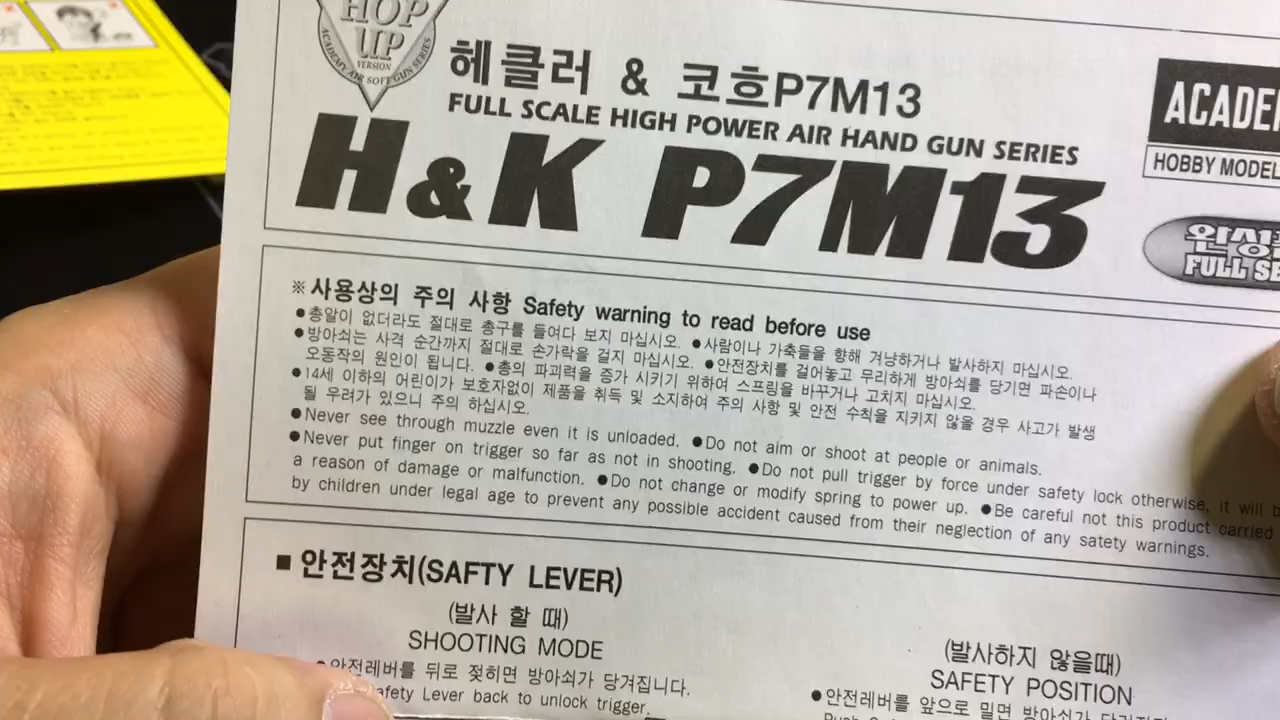 HOP
UP
VERSION
ACADEMY AIR SOFT GUN SERIES
헤클러 & 코흐P7M13
FULL SCALE HIGH POWER AIR HAND GUN SERIES
H&K P7M13
ACADE
HOBBY MODEL
완성
FULL SE
※사용상의 주의 사항 Safety warning to read before use
●총알이 없더라도 절대로 총구를 들여다 보지 마십시오. ●사람이나 가축들을 향해 겨냥하거나 발사하지 마십시오.
●방아쇠는 사격 순간까지 절대로 손가락을 걸지 마십시오. ●안전장치를 걸어놓고 무리하게 방아쇠를 당기면 파손이나
오동작의 원인이 됩니다. ●총의 파괴력을 증가 시키기 위하여 스프링을 바꾸거나 고치지 마십시오.
●14세 이하의 어린이가 보호자없이 제품을 취득 및 소지하여 주의 사항 및 안전 수칙을 지키지 않을 경우 사고가 발생
될 우려가 있으니 주의 하십시오.
●Never see through muzzle even it is unloaded. ●Do not aim or shoot at people or animals.
●Never put finger on trigger so far as not in shooting. ●Do not pull trigger by force under safety lock otherwise, it will b
a reason of damage or malfunction. ●Do not change or modify spring to power up. ●Be careful not this product carried
by children under legal age to prevent any possible accident caused from their neglection of any satety warnings.
■ 안전장치(SAFTY LEVER)
(발사 할 때)
SHOOTING MODE
●안전레버를 뒤로 젖히면 방아쇠가 당겨집니다.
afety Lever back to unlock trigger.
(발사하지 않을때)
SAFETY POSITION
●안전레버를 앞으로 밀면 방아쇠가